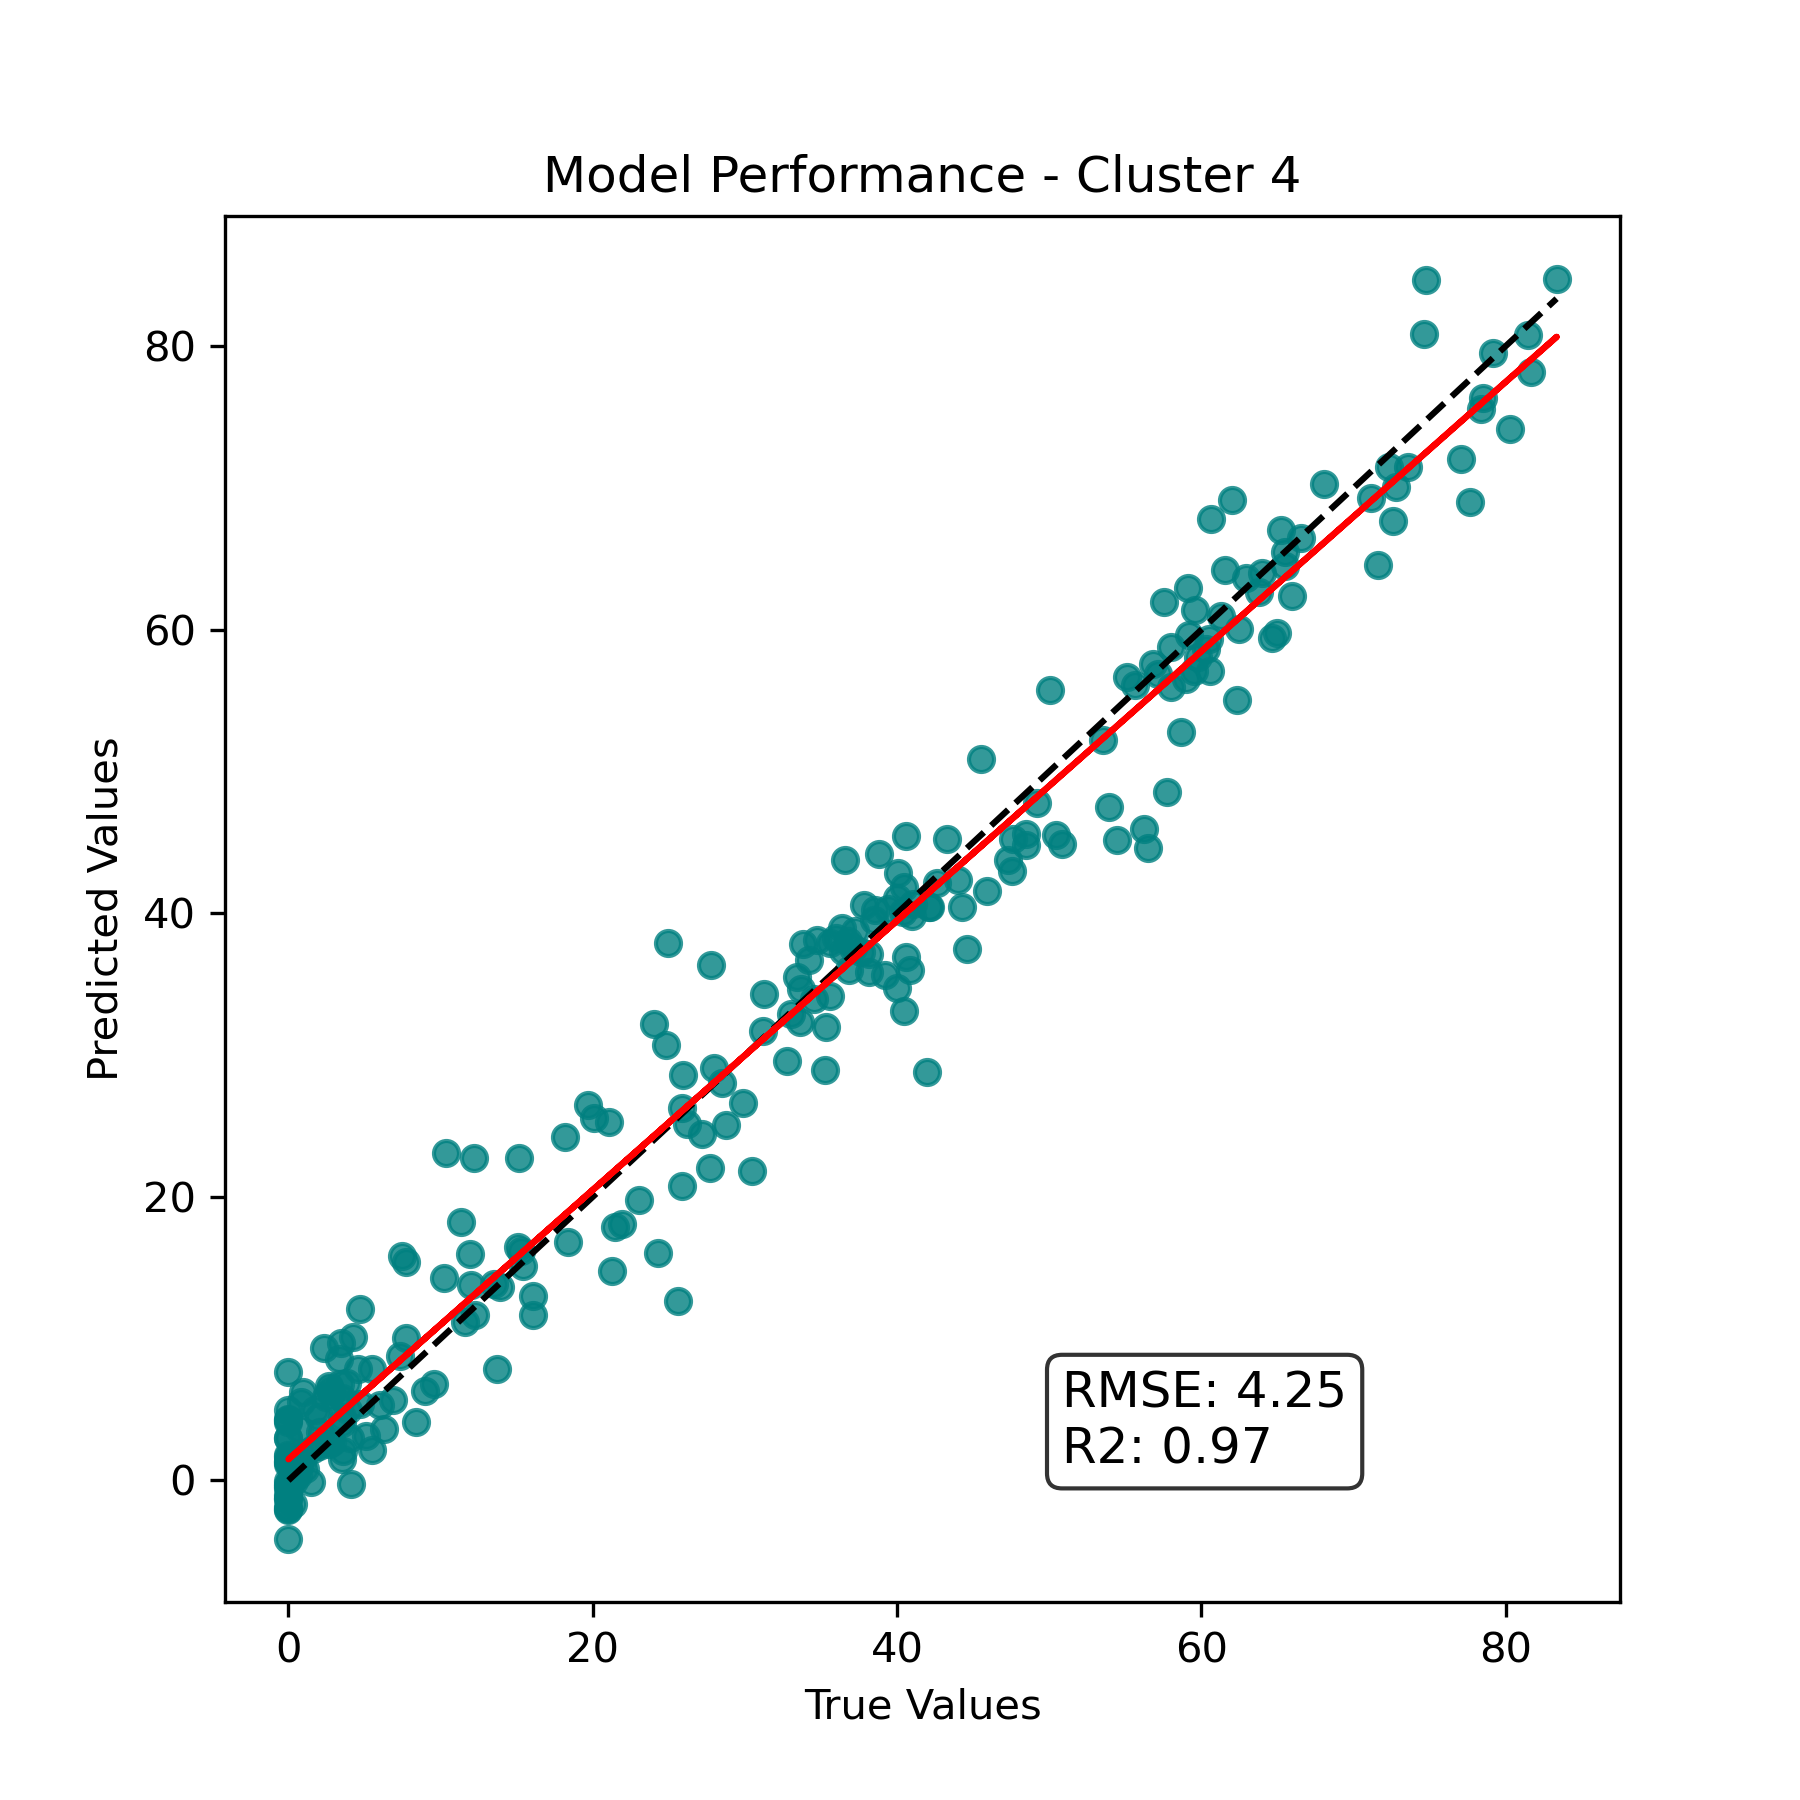 Model Performance - Cluster 4
Predicted Values
80
60
40
20
0
RMSE: 4.25
R2: 0.97
0 20 40 60 80
True Values